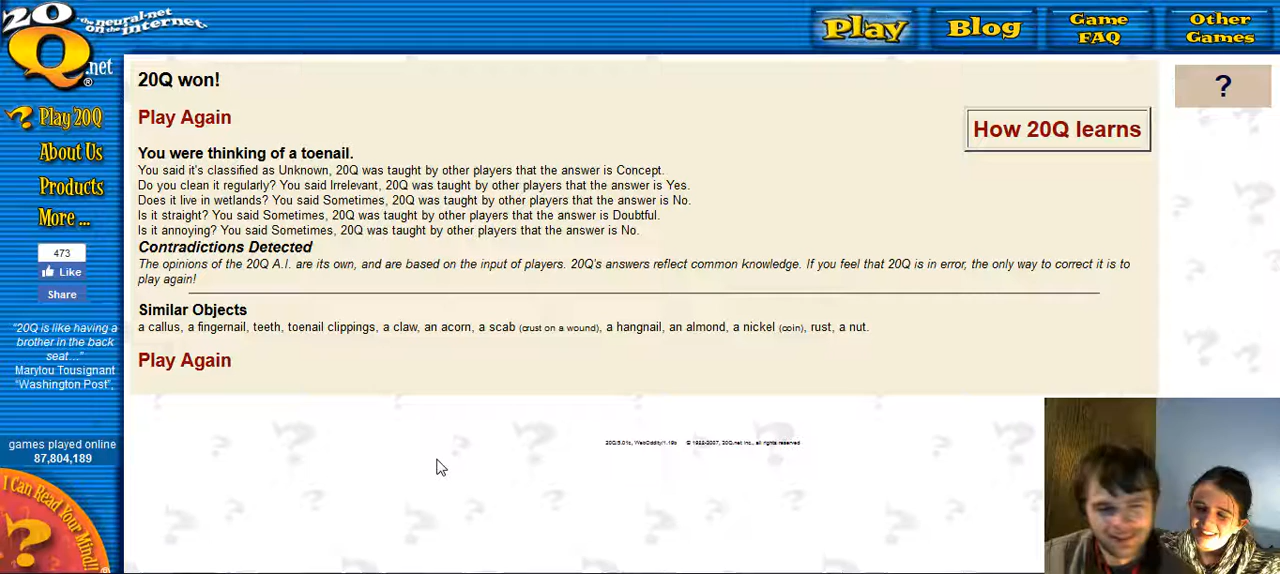 20Q
.net
®
the neural-net
on the internet.
Play
Blog
Game
FAQ
Other
Games
Play 20Q
About Us
Products
More ...
473
Like
Share
"20Q is like having a
brother in the back
seat..."
Marylou Tousignant
"Washington Post",
games played online
87,804,189
I Can Read Your Mind!!
?
®
20Q won!
Play Again
How 20Q learns
?
You were thinking of a toenail.
You said it's classified as Unknown, 20Q was taught by other players that the answer is Concept.
Do you clean it regularly? You said Irrelevant, 20Q was taught by other players that the answer is Yes.
Does it live in wetlands? You said Sometimes, 20Q was taught by other players that the answer is No.
Is it straight? You said Sometimes, 20Q was taught by other players that the answer is Doubtful.
Is it annoying? You said Sometimes, 20Q was taught by other players that the answer is No.
Contradictions Detected
The opinions of the 20Q A.I. are its own, and are based on the input of players. 20Q's answers reflect common knowledge. If you feel that 20Q is in error, the only way to correct it is to
play again!
Similar Objects
a callus, a fingernail, teeth, toenail clippings, a claw, an acorn, a scab (crust on a wound), a hangnail, an almond, a nickel (coin), rust, a nut.
Play Again
© 1988-2007, 20Q.net Inc., all rights reserved